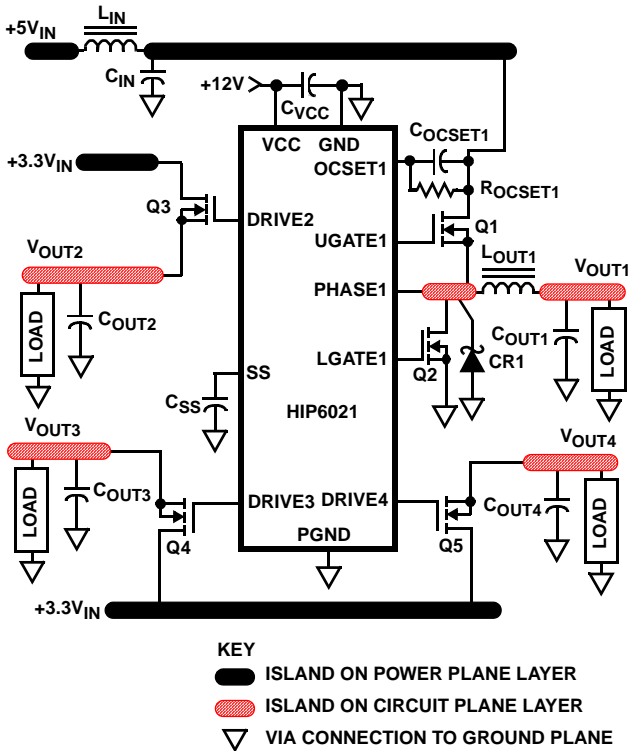 +5VIN
LIN
CIN
+12V
CVCC
VCC GND
COCSET1
OCSET1
ROCSET1
+3.3VIN
Q3
DRIVE2
UGATE1
Q1
VOUT2
LOAD
COUT2
PHASE1
LOUT1
VOUT1
COUT1
LOAD
LGATE1
Q2
CR1
SS
CSS
HIP6021
VOUT3
LOAD
COUT3
Q4
DRIVE3 DRIVE4
VOUT4
COUT4
LOAD
Q5
PGND
+3.3VIN
KEY
ISLAND ON POWER PLANE LAYER
ISLAND ON CIRCUIT PLANE LAYER
VIA CONNECTION TO GROUND PLANE